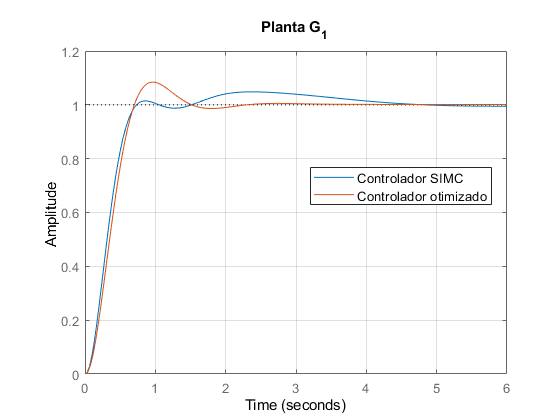 Planta G1
1.2
1
0.8
0.6
0.4
0.2
0
Amplitude
Controlador SIMC
Controlador otimizado
0 1 2 3 4 5 6
Time (seconds)